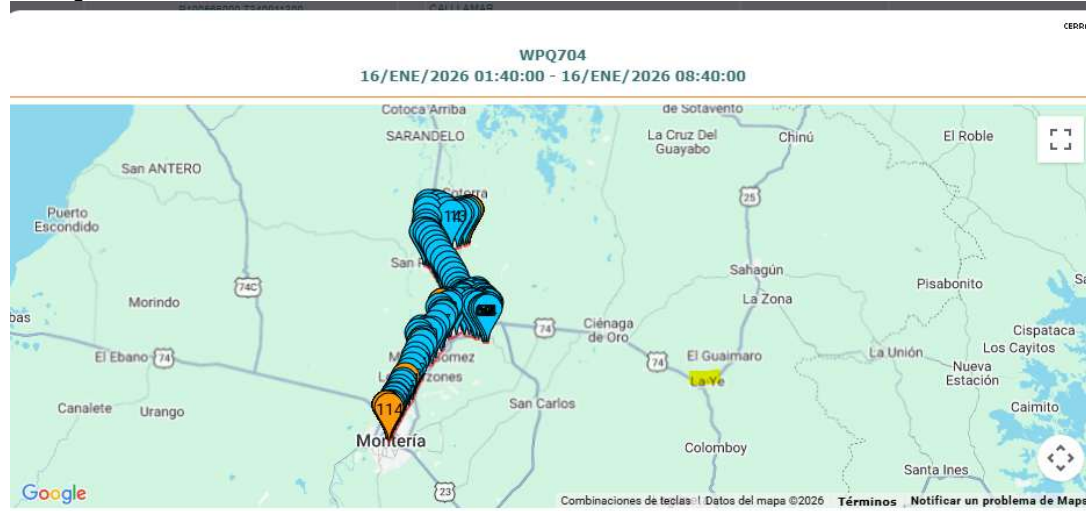 CERR
WPQ704
16/ENE/2026 01:40:00 - 16/ENE/2026 08:40:00
Cotoca Arriba
de Sotavento
SARANDELO
La Cruz Del
Guayabo
Chinú
El Roble
San ANTERO
Cotorra
25
Puerto
Escondido
San
74C
Sahagún
Pisabonito
Morindo
La Zona
bas
74
Ciénaga
de Oro
Cispataca
Los Cayitos
El Ebano
74
La Unión
74
El Guaimaro
Nueva
Estación
La Ye
114
Canalete
Urango
San Carlos
Caimito
Montería
Colomboy
Santa Ines
23
Google
Combinaciones de teclas
Datos del mapa ©2026
Términos
Notificar un problema de Maps